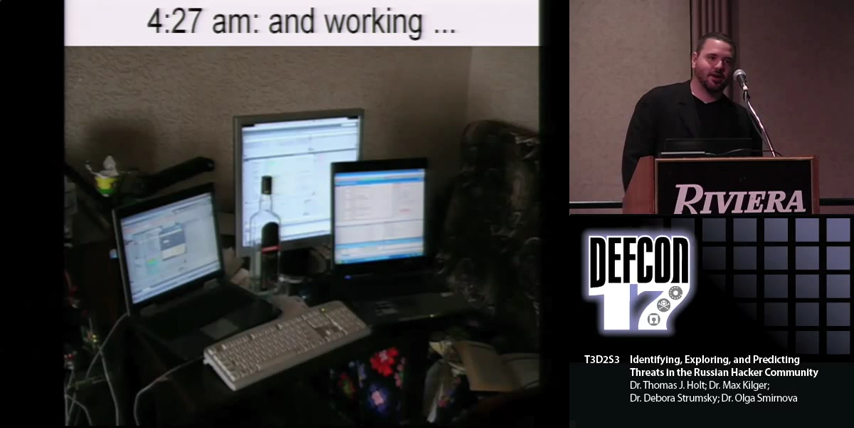 4:27 am: and working ...
RIVIERA
DEFCON
17
T3D2S3 Identifying, Exploring, and Predicting
Threats in the Russian Hacker Community
Dr. Thomas J. Holt; Dr. Max Kilger;
Dr. Debora Strumsky; Dr. Olga Smirnova